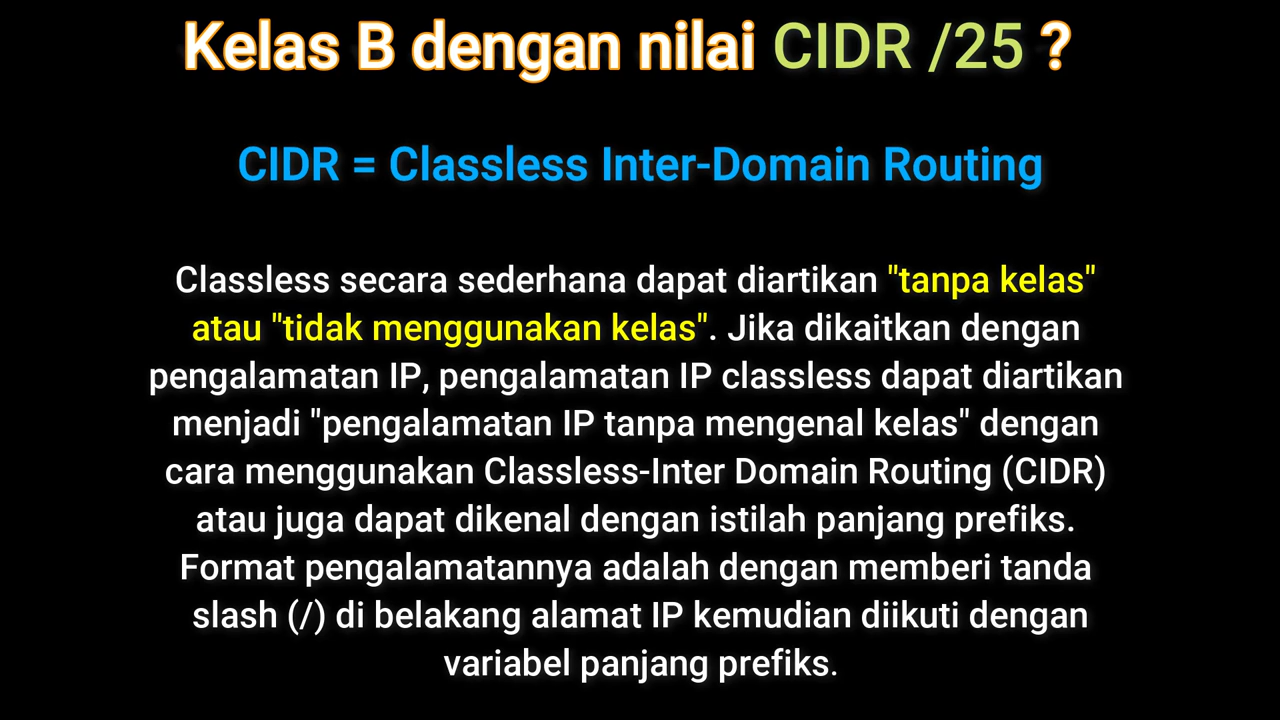 Kelas B dengan nilai CIDR /25 ?
CIDR = Classless Inter-Domain Routing
Classless secara sederhana dapat diartikan "tanpa kelas"
atau "tidak menggunakan kelas". Jika dikaitkan dengan
pengalamatan IP, pengalamatan IP classless dapat diartikan
menjadi "pengalamatan IP tanpa mengenal kelas" dengan
cara menggunakan Classless-Inter Domain Routing (CIDR)
atau juga dapat dikenal dengan istilah panjang prefiks.
Format pengalamatannya adalah dengan memberi tanda
slash (/) di belakang alamat IP kemudian diikuti dengan
variabel panjang prefiks.